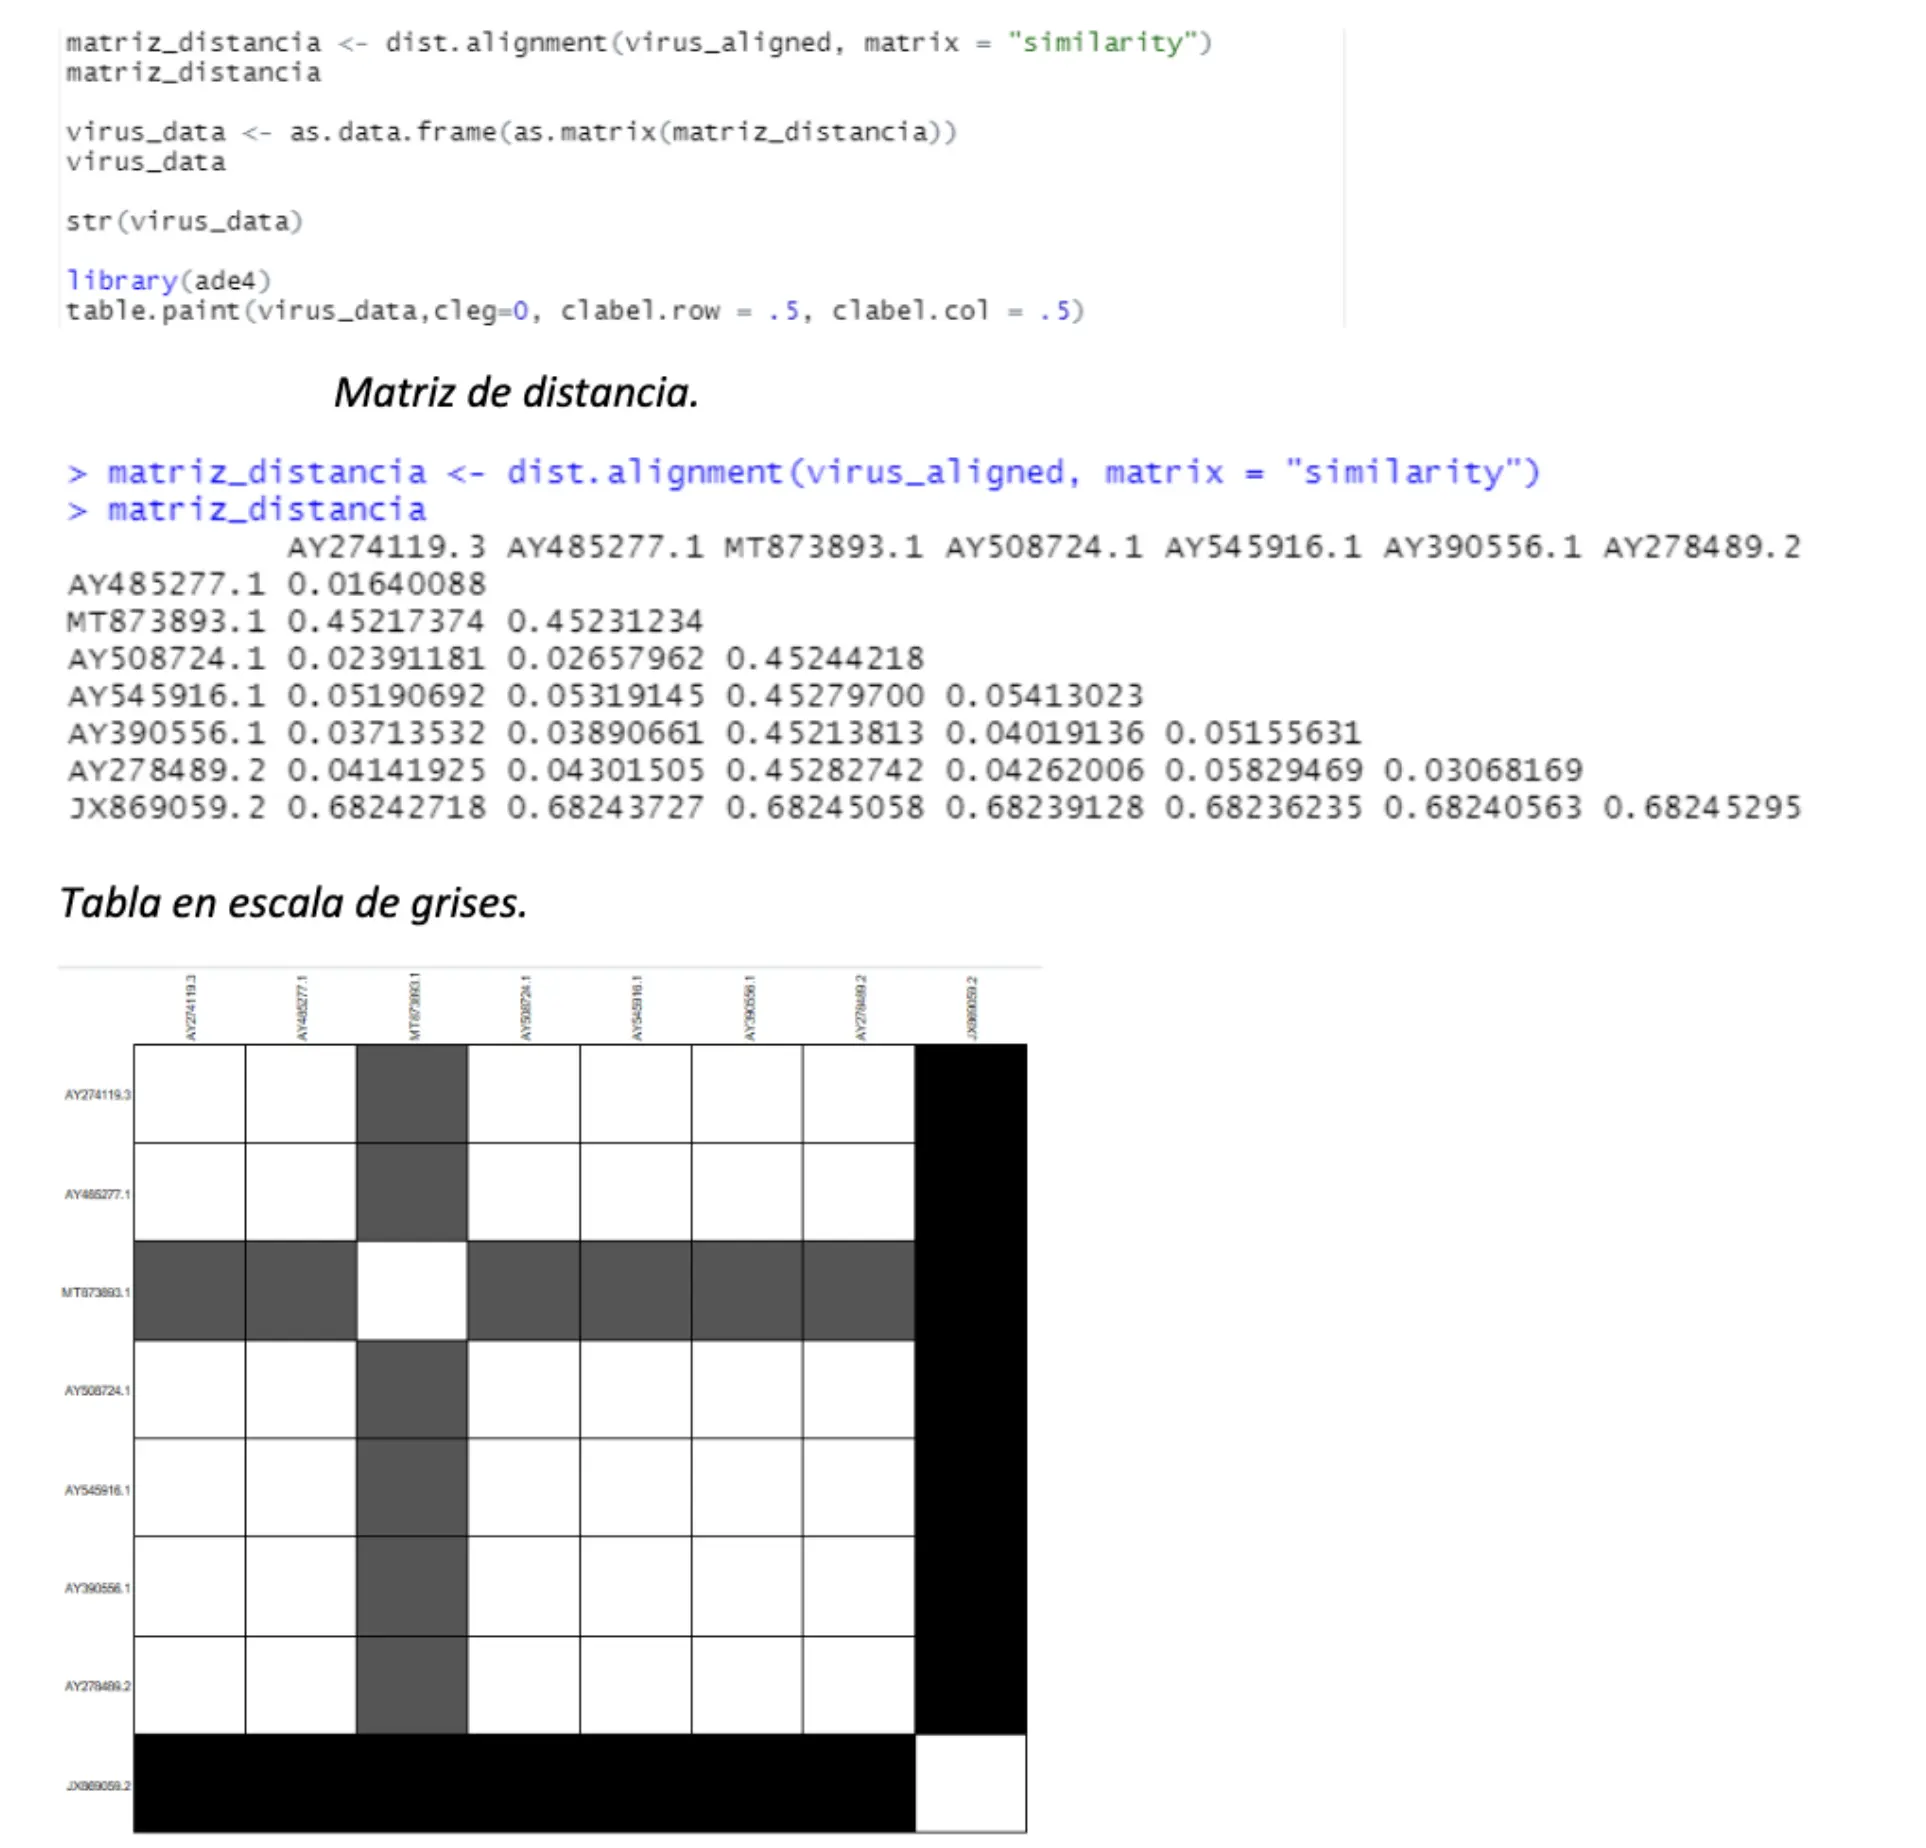 matriz_distancia <- dist.alignment(virus_aligned, matrix = "similarity")
matriz_distancia
virus_data <- as.data.frame(as.matrix(matriz_distancia))
virus_data
str(virus_data)
library(ade4)
table.paint(virus_data,cleg=0, clabel.row = .5, clabel.col = .5)
Matriz de distancia.
> matriz_distancia <- dist.alignment(virus_aligned, matrix = "similarity")
> matriz_distancia
AY274119.3 AY485277.1 MT873893.1 AY508724.1 AY545916.1 AY390556.1 AY278489.2
AY485277.1 0.01640088
MT873893.1 0.45217374 0.45231234
AY508724.1 0.02391181 0.02657962 0.45244218
AY545916.1 0.05190692 0.05319145 0.45279700 0.05413023
AY390556.1 0.03713532 0.03890661 0.45213813 0.04019136 0.05155631
AY278489.2 0.04141925 0.04301505 0.45282742 0.04262006 0.05829469 0.03068169
JX869059.2 0.68242718 0.68243727 0.68245058 0.68239128 0.68236235 0.68240563 0.68245295
Tabla en escala de grises.
AY274119.3 AY485277.1 MT873893.1 AY508724.1 AY545916.1 AY390556.1 AY278489.2 JX869059.2
AY274119.3
AY485277.1
MT873893.1
AY508724.1
AY545916.1
AY390556.1
AY278489.2
JX869059.2